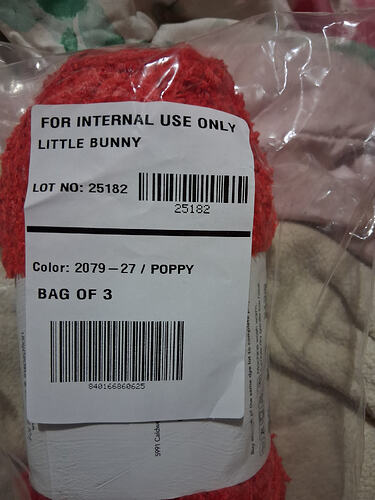 FOR INTERNAL USE ONLY
LITTLE BUNNY
LOT NO: 25182
25182
Color: 2079-27 / POPPY
BAG OF 3
840166860625